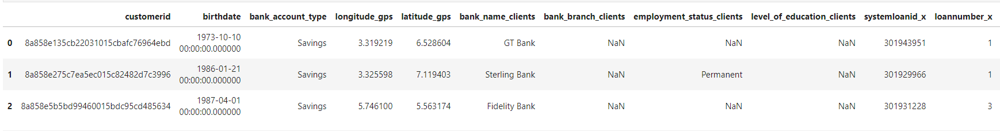 customerid birthdate bank_account_type longitude_gps latitude_gps bank_name_clients bank_branch_clients employment_status_clients level_of_education_clients systemloanid_x loannumber_x
0 8a858e135cb22031015cbafc76964ebd 1973-10-10 00:00:00.000000 Savings 3.319219 6.528604 GT Bank NaN NaN NaN 301943951 1
1 8a858e275c7ea5ec015c82482d7c3996 1986-01-21 00:00:00.000000 Savings 3.325598 7.119403 Sterling Bank NaN Permanent NaN 301929966 1
2 8a858e5b5bd99460015bdc95cd485634 1987-04-01 00:00:00.000000 Savings 5.746100 5.563174 Fidelity Bank NaN NaN NaN 301931228 3